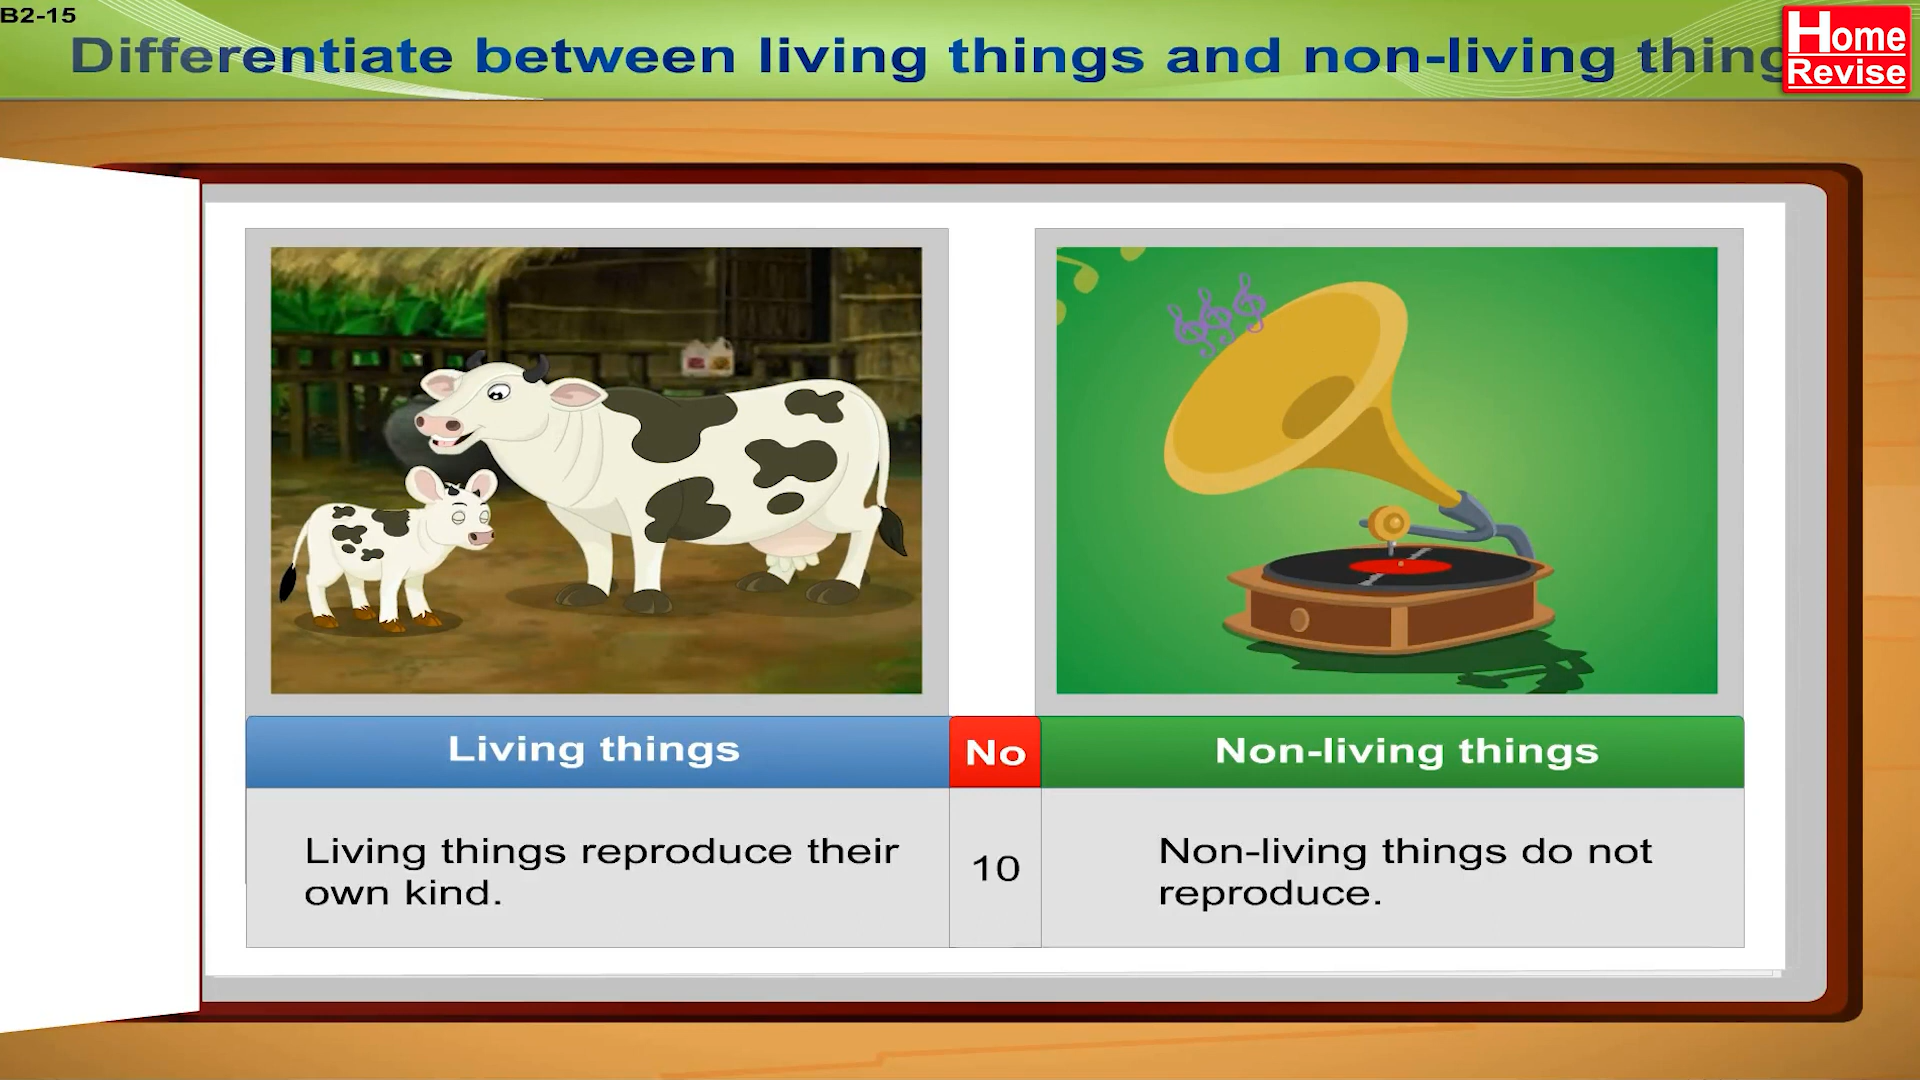 B2-15
Differentiate between living things and non-living thing
Home
Revise
Living things
No
Non-living things
Living things reproduce their
own kind.
10
Non-living things do not
reproduce.